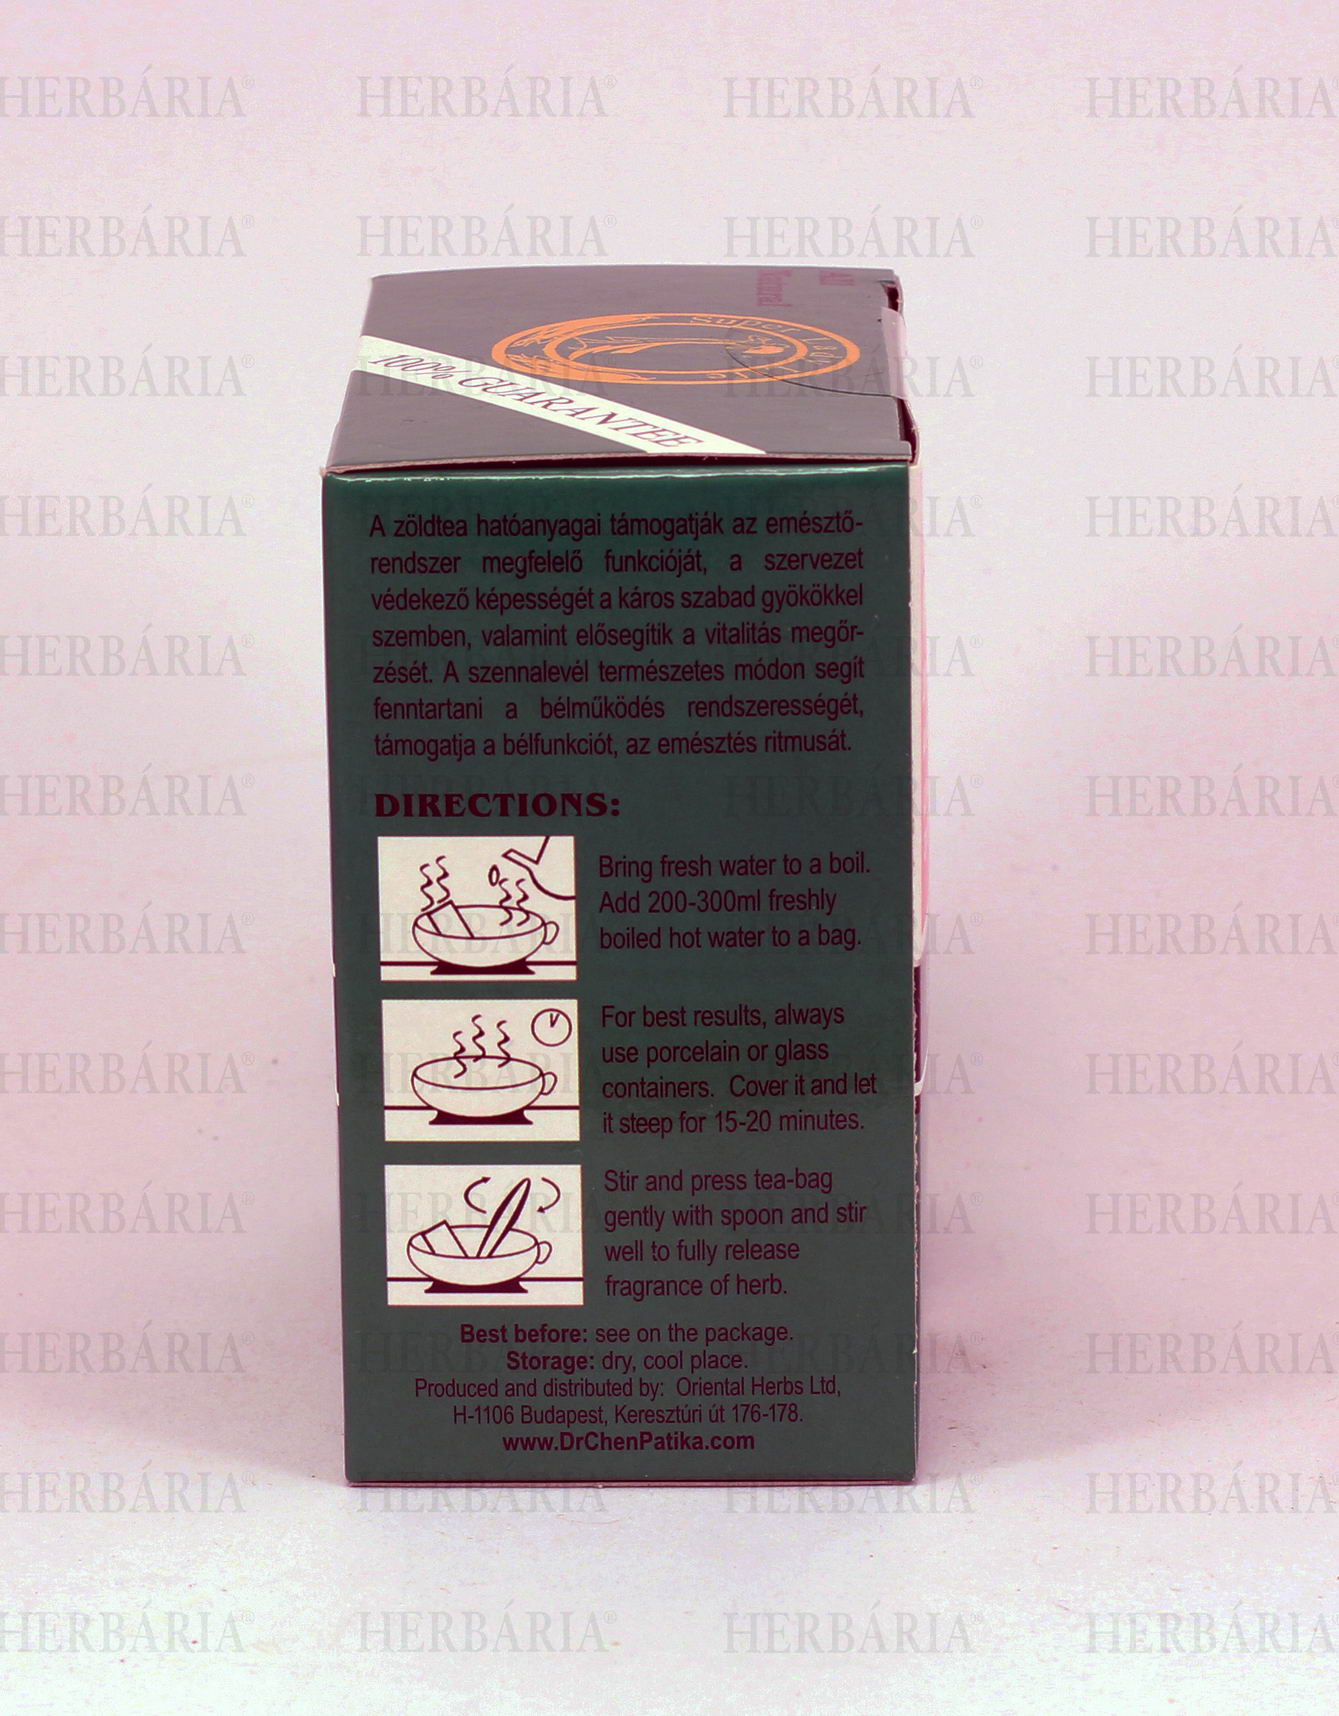 All
Natural
Super
100% GUARANTEE
A zöldtea hatóanyagai támogatják az emésztő-
rendszer megfelelő funkcióját, a szervezet
védekező képességét a káros szabad gyökökkel
szemben, valamint elősegítik a vitalitás megőr-
zését. A szennalevél természetes módon segít
fenntartani a bélműködés rendszerességét,
támogatja a bélfunkciót, az emésztés ritmusát.
DIRECTIONS:
Bring fresh water to a boil.
Add 200-300ml freshly
boiled hot water to a bag.
For best results, always
use porcelain or glass
containers. Cover it and let
it steep for 15-20 minutes.
Stir and press tea-bag
gently with spoon and stir
well to fully release
fragrance of herb.
Best before: see on the package.
Storage: dry, cool place.
Produced and distributed by: Oriental Herbs Ltd,
H-1106 Budapest, Keresztúri út 176-178.
www.DrChenPatika.com
HERBÁRIA®